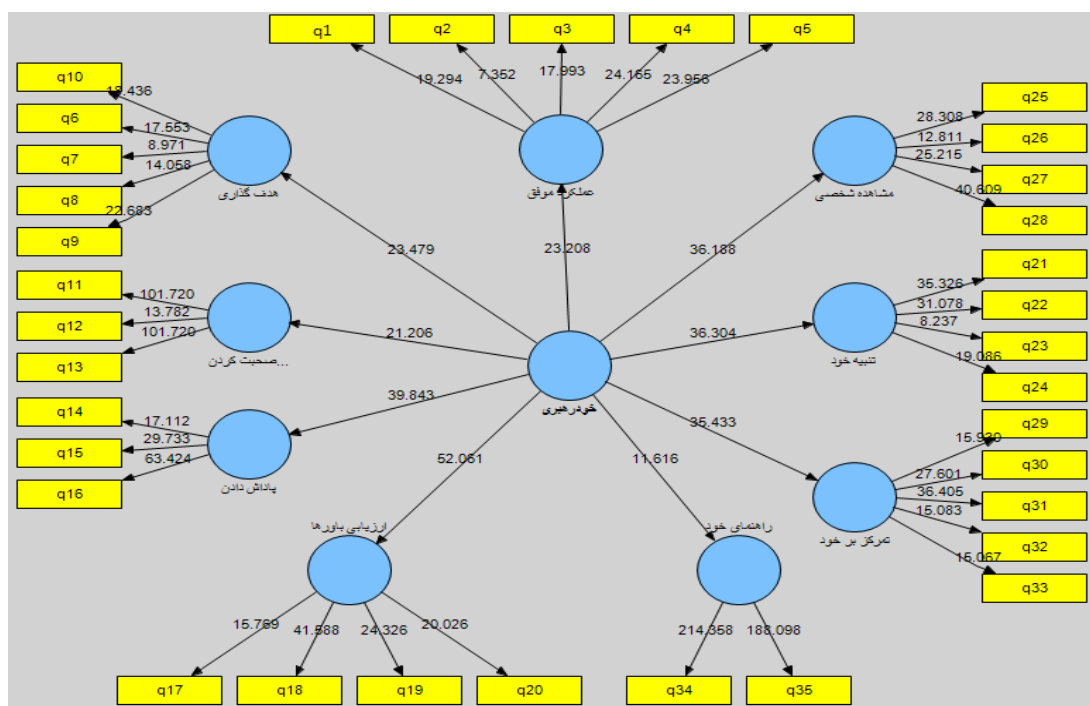 q1
q2
q3
q4
q5
19.294
7.352
17.993
24.165
23.956
q10
q6
q7
q8
q9
18.436
17.553
8.971
14.058
22.683
هدف گذاری
عملکرد موفق
مشاهده شخصی
28.308
12.811
25.215
40.609
q25
q26
q27
q28
23.479
23.208
36.188
q11
q12
q13
101.720
13.782
101.720
صحبت کردن...
21.206
36.304
تنبیه خود
35.326
31.078
8.237
19.086
q21
q22
q23
q24
خودرهبری
q14
q15
q16
17.112
29.733
63.424
پاداش دادن
39.843
52.061
11.616
35.433
تمرکز بر خود
15.930
27.601
36.405
15.083
15.067
q29
q30
q31
q32
q33
ارزیابی باورها
راهنمای خود
15.769
41.588
24.326
20.026
214.358
188.098
q17
q18
q19
q20
q34
q35